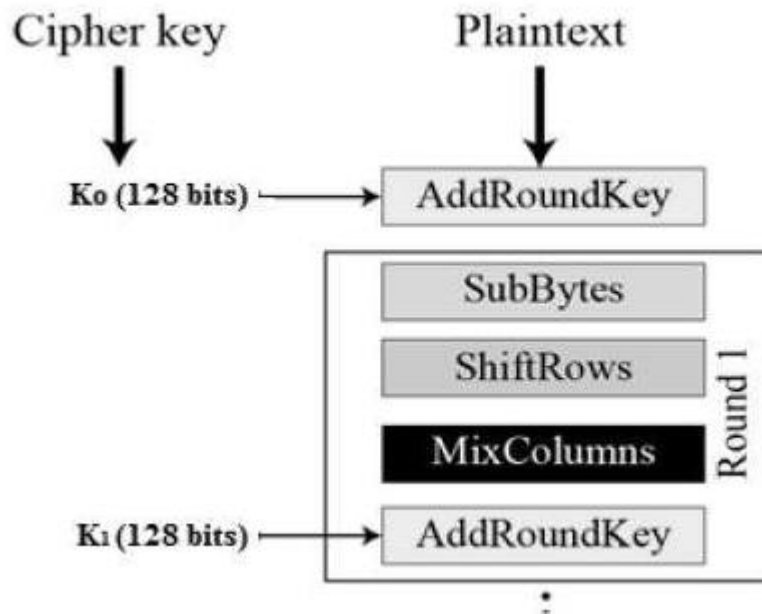 Cipher key
Plaintext
K0 (128 bits)
AddRoundKey
SubBytes
ShiftRows
MixColumns
Round 1
K1 (128 bits)
AddRoundKey